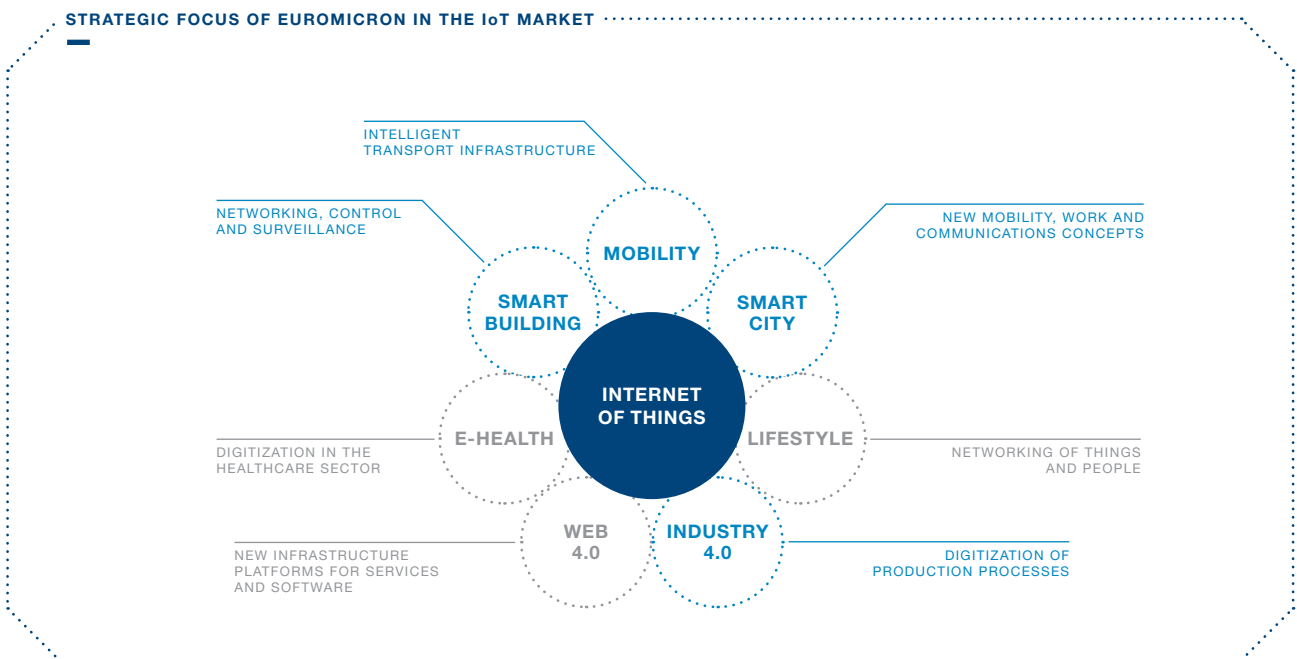 STRATEGIC FOCUS OF EUROMICRON IN THE IoT MARKET
INTELLIGENT
TRANSPORT INFRASTRUCTURE
NETWORKING, CONTROL
AND SURVEILLANCE
NEW MOBILITY, WORK AND
COMMUNICATIONS CONCEPTS
MOBILITY
SMART
BUILDING
SMART
CITY
INTERNET
OF THINGS
E-HEALTH
LIFESTYLE
DIGITIZATION IN THE
HEALTHCARE SECTOR
NETWORKING OF THINGS
AND PEOPLE
WEB
4.0
INDUSTRY
4.0
NEW INFRASTRUCTURE
PLATFORMS FOR SERVICES
AND SOFTWARE
DIGITIZATION OF
PRODUCTION PROCESSES